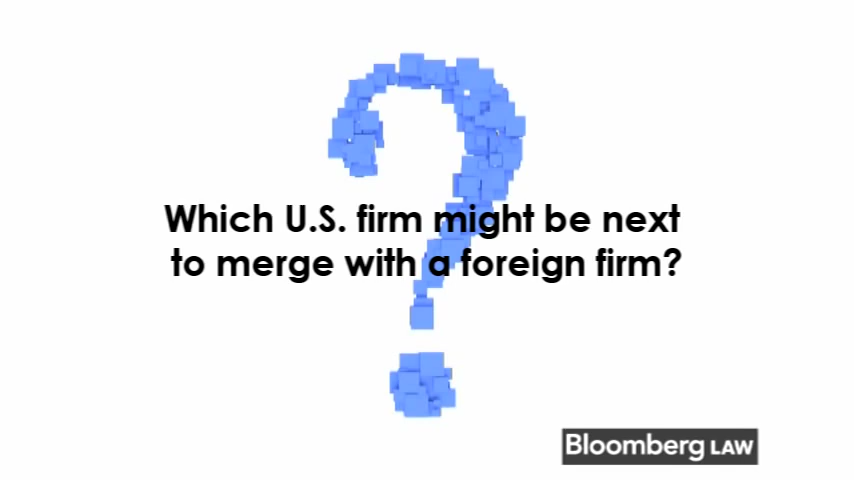 Which U.S. firm might be next
to merge with a foreign firm?
Bloomberg LAW